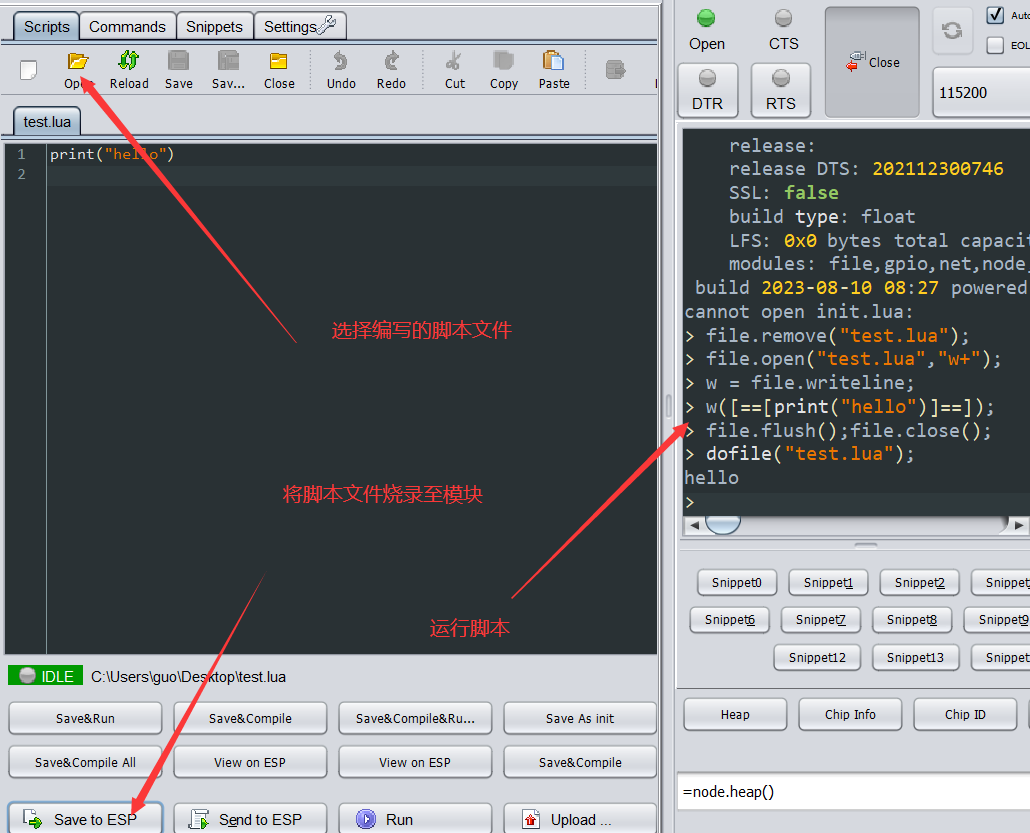 Scripts Commands Snippets Settings
Open Reload Save Sav... Close Undo Redo Cut Copy Paste
test.lua
1 print("hello")
2
选择编写的脚本文件
将脚本文件烧录至模块
运行脚本
IDLE C:\Users\guo\Desktop\test.lua
Save&Run Save&Compile Save&Compile&Ru... Save As init
Save&Compile All View on ESP View on ESP Save&Compile
Save to ESP Send to ESP Run Upload ...
Open CTS Close Aut
DTR RTS EOL
115200
release:
release DTS: 202112300746
SSL: false
build type: float
LFS: 0x0 bytes total capacit
modules: file,gpio,net,node,
build 2023-08-10 08:27 powered
cannot open init.lua:
> file.remove("test.lua");
> file.open("test.lua","w+");
> w = file.writeline;
> w([==[print("hello")]==]);
> file.flush();file.close();
> dofile("test.lua");
hello
>
Snippet0 Snippet1 Snippet2 Snippet
Snippet6 Snippet7 Snippet8 Snippet9
Snippet12 Snippet13 Snippet
Heap Chip Info Chip ID
=node.heap()